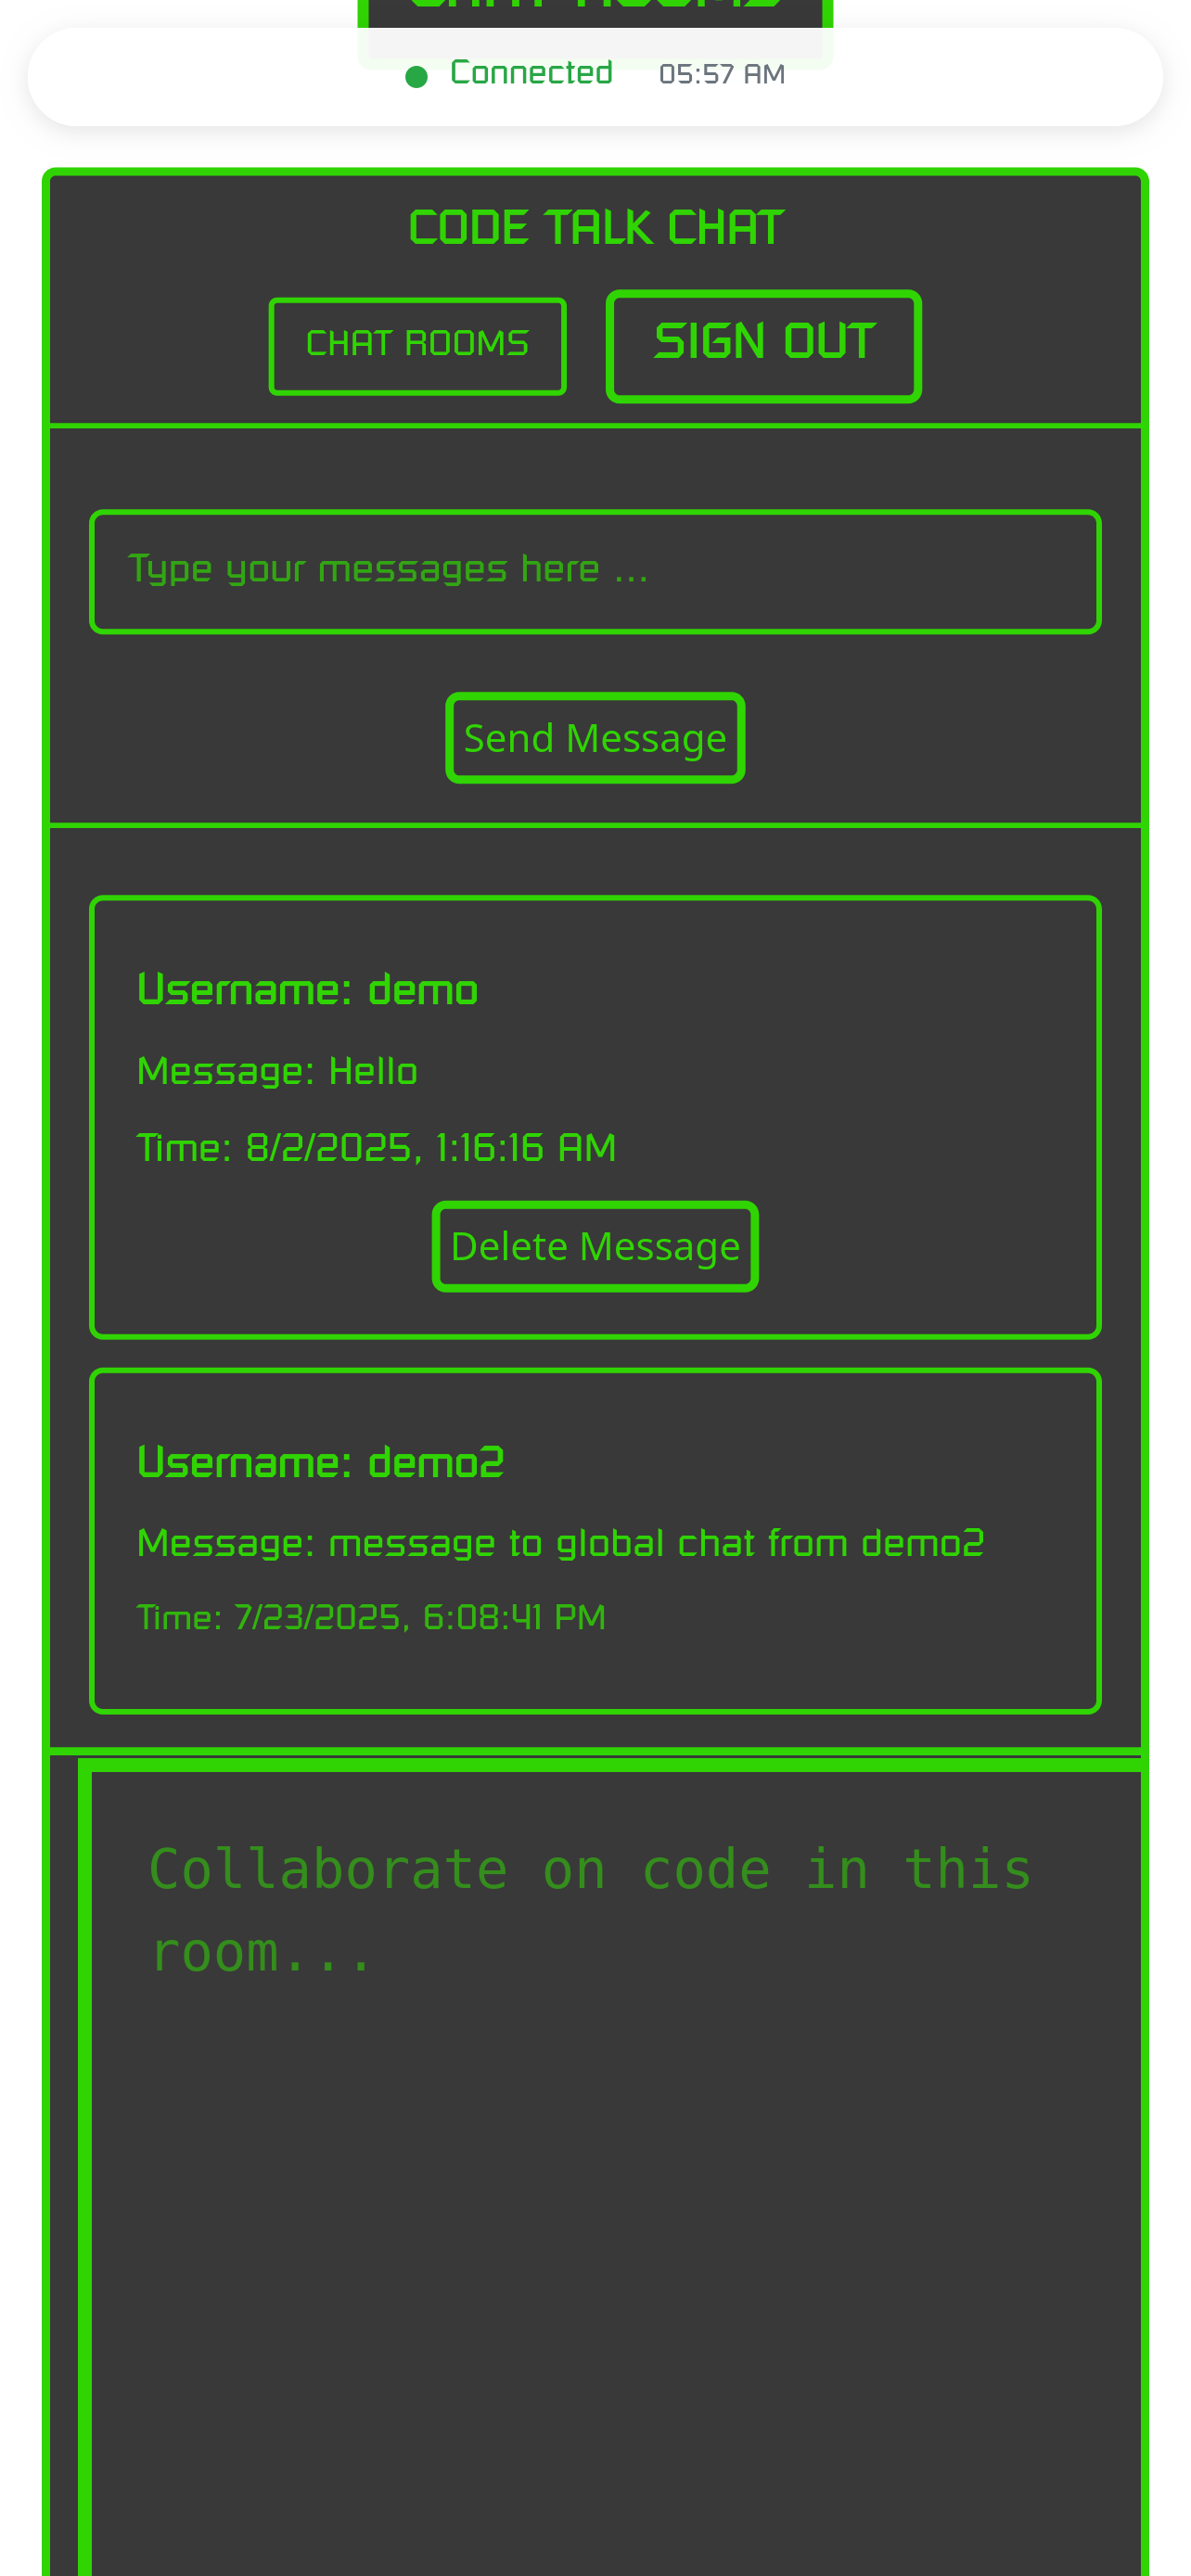 CHAT ROOMS
Connected 05:57 AM
CODE TALK CHAT
CHAT ROOMS SIGN OUT
Type your messages here ...
Send Message
Username: demo
Message: Hello
Time: 8/2/2025, 1:16:16 AM
Delete Message
Username: demo2
Message: message to global chat from demo2
Time: 7/23/2025, 6:08:41 PM
Collaborate on code in this
room...